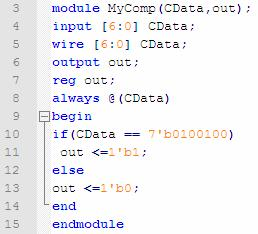 3 module MyComp(CData,out);
4 input [6:0] CData;
5 wire [6:0] CData;
6 output out;
7 reg out;
8 always @(CData)
9 begin
10 if(CData == 7'b0100100)
11 out <=1'b1;
12 else
13 out <=1'b0;
14 end
15 endmodule